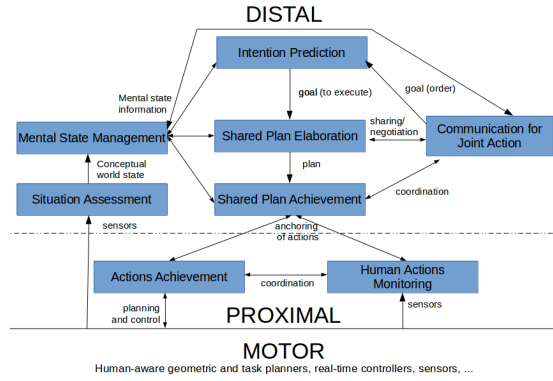 DISTAL
Intention Prediction
Mental state
information
goal (to execute)
goal (order)
Mental State Management
Shared Plan Elaboration
sharing/
negotiation
Communication for
Joint Action
Conceptual
world state
plan
Situation Assessment
Shared Plan Achievement
coordination
sensors
anchoring
of actions
Actions Achievement
coordination
Human Actions
Monitoring
planning
and control
sensors
PROXIMAL
MOTOR
Human-aware geometric and task planners, real-time controllers, sensors, ...